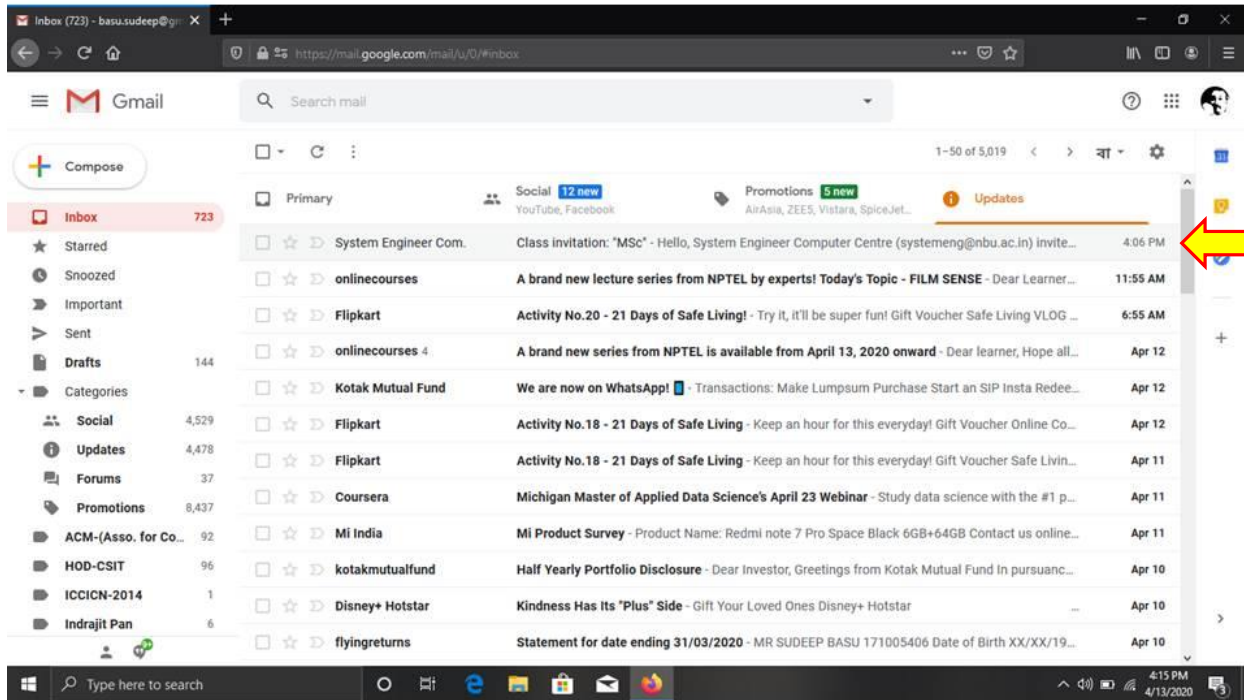 Inbox (723) - basu.sudeep@gm
https://mail.google.com/mail/u/0/#inbox
Gmail
Search mail
Compose
1–50 of 5,019
বা
31
Primary
Social 12 new
YouTube, Facebook
Promotions 5 new
AirAsia, ZEE5, Vistara, SpiceJet...
Updates
Inbox 723
Starred
Snoozed
Important
Sent
Drafts 144
Categories
Social 4,529
Updates 4,478
Forums 37
Promotions 8,437
ACM-(Asso. for Co... 92
HOD-CSIT 96
ICCICN-2014 1
Indrajit Pan 6
System Engineer Com. Class invitation: "MSc" - Hello, System Engineer Computer Centre (systemeng@nbu.ac.in) invite... 4:06 PM
onlinecourses A brand new lecture series from NPTEL by experts! Today's Topic - FILM SENSE - Dear Learner... 11:55 AM
Flipkart Activity No.20 - 21 Days of Safe Living! - Try it, it'll be super fun! Gift Voucher Safe Living VLOG ... 6:55 AM
onlinecourses 4 A brand new series from NPTEL is available from April 13, 2020 onward - Dear learner, Hope all... Apr 12
Kotak Mutual Fund We are now on WhatsApp! - Transactions: Make Lumpsum Purchase Start an SIP Insta Redee... Apr 12
Flipkart Activity No.18 - 21 Days of Safe Living - Keep an hour for this everyday! Gift Voucher Online Co... Apr 12
Flipkart Activity No.18 - 21 Days of Safe Living - Keep an hour for this everyday! Gift Voucher Safe Livin... Apr 11
Coursera Michigan Master of Applied Data Science's April 23 Webinar - Study data science with the #1 p... Apr 11
Mi India Mi Product Survey - Product Name: Redmi note 7 Pro Space Black 6GB+64GB Contact us online... Apr 11
kotakmutualfund Half Yearly Portfolio Disclosure - Dear Investor, Greetings from Kotak Mutual Fund In pursuanc... Apr 10
Disney+ Hotstar Kindness Has Its "Plus" Side - Gift Your Loved Ones Disney+ Hotstar ... Apr 10
flyingreturns Statement for date ending 31/03/2020 - MR SUDEEP BASU 171005406 Date of Birth XX/XX/19... Apr 10
Type here to search
4:15 PM
4/13/2020
3